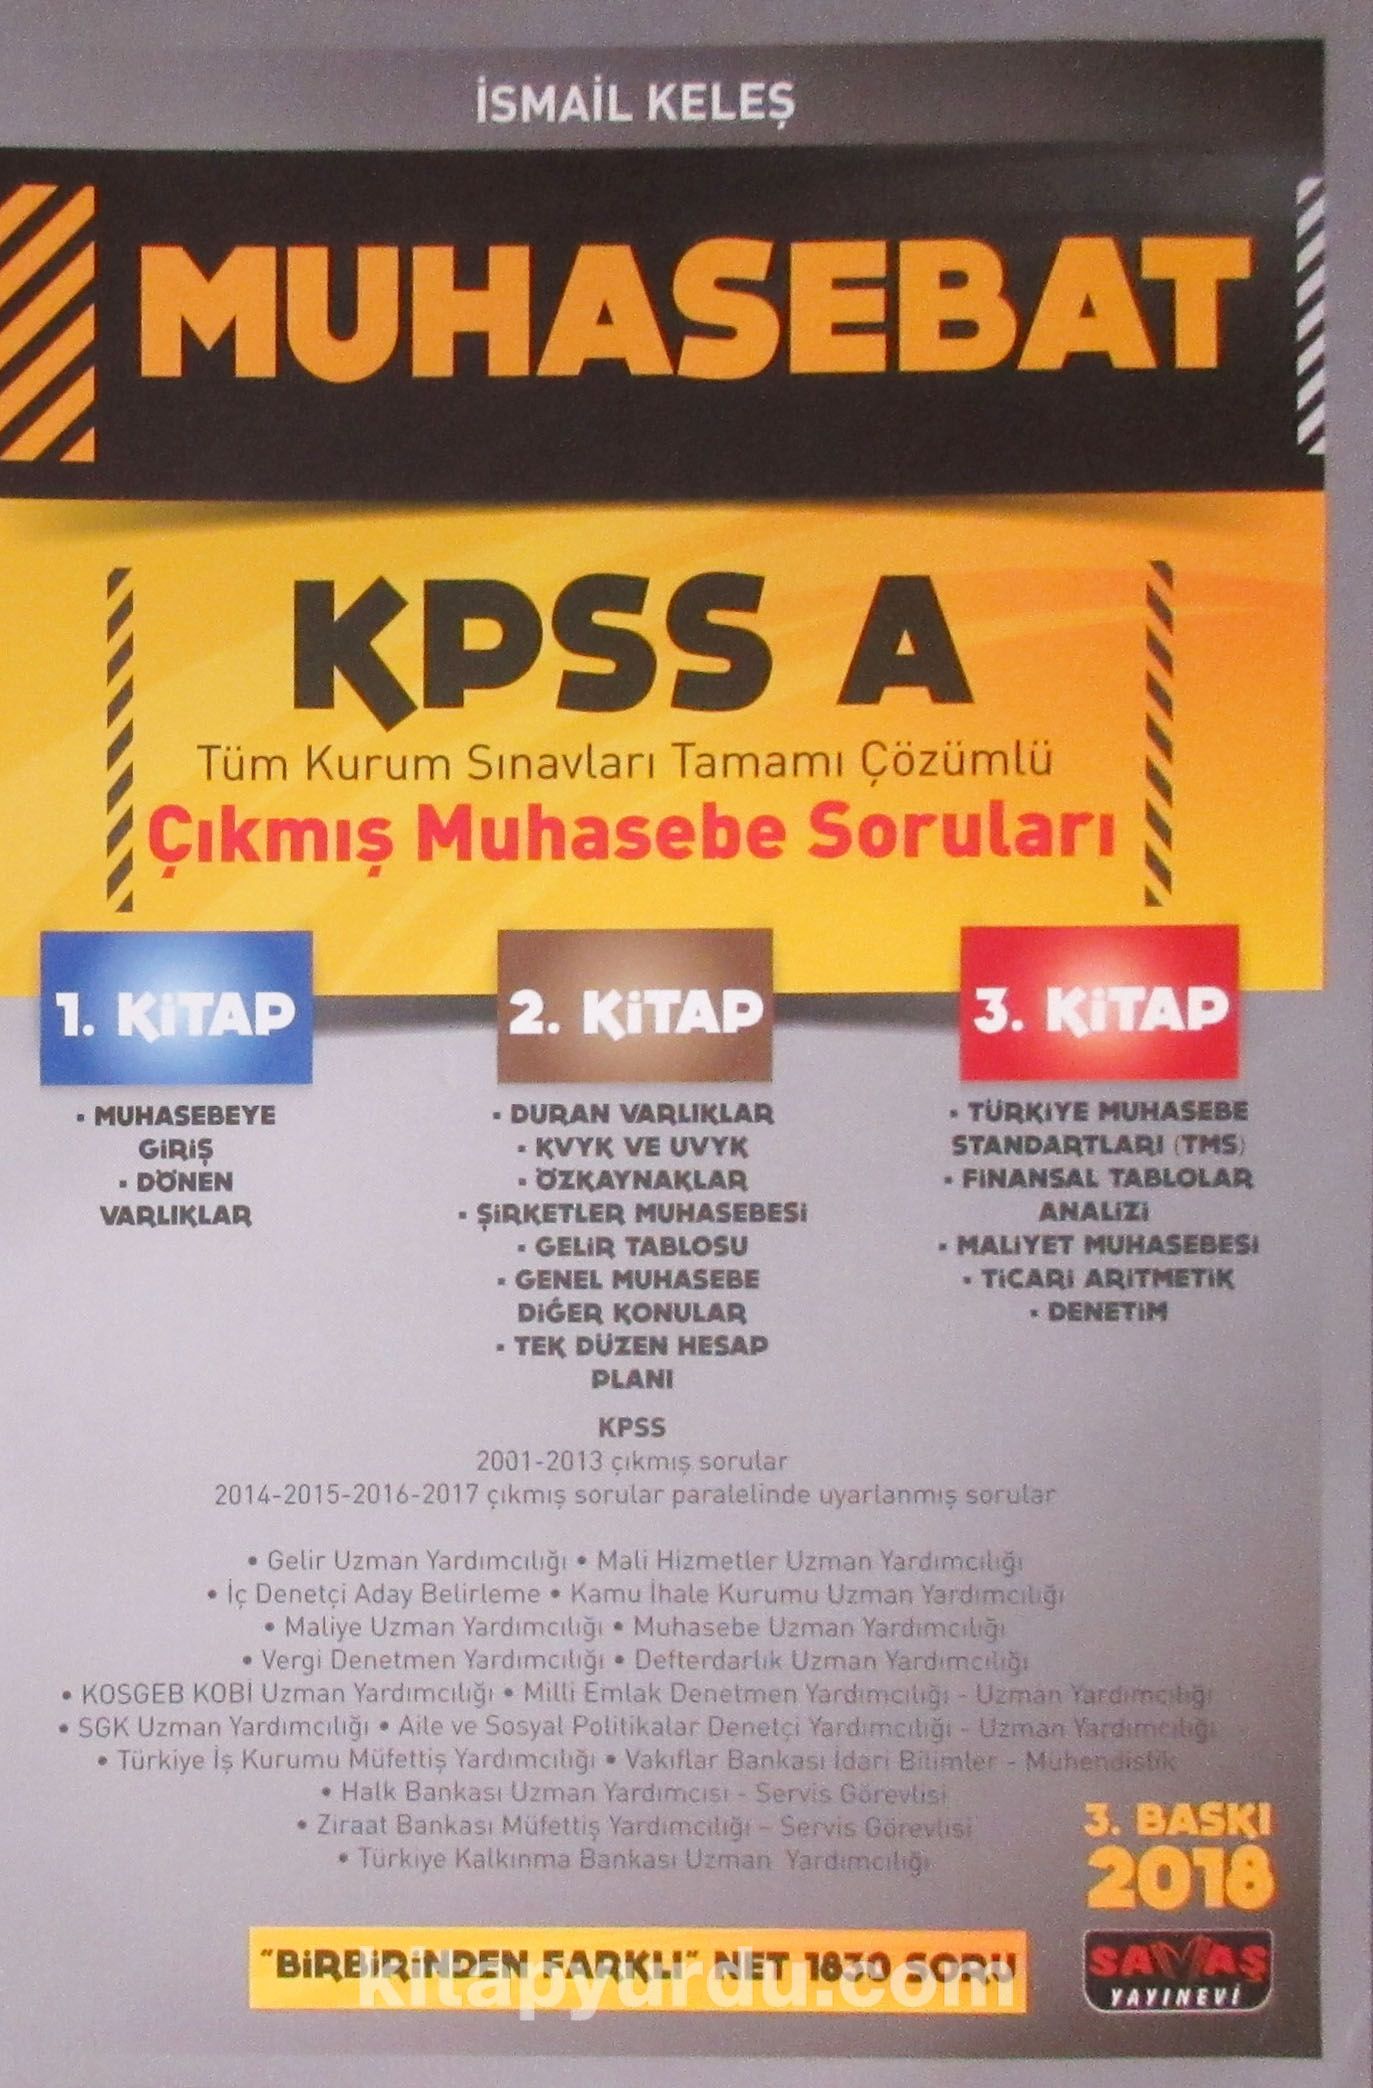 İSMAİL KELEŞ
MUHASEBAT
KPSS A
Tüm Kurum Sınavları Tamamı Çözümlü
Çıkmış Muhasebe Soruları
1. KİTAP
▪ MUHASEBEYE
GİRİŞ
▪ DÖNEN
VARLIKLAR
2. KİTAP
▪ DURAN VARLIKLAR
▪ KVYK VE UVYK
▪ ÖZKAYNAKLAR
▪ ŞİRKETLER MUHASEBESİ
▪ GELİR TABLOSU
▪ GENEL MUHASEBE
DİĞER KONULAR
▪ TEK DÜZEN HESAP
PLANI
3. KİTAP
▪ TÜRKİYE MUHASEBE
STANDARTLARI (TMS)
▪ FİNANSAL TABLOLAR
ANALİZİ
▪ MALİYET MUHASEBESİ
▪ TİCARİ ARİTMETİK
▪ DENETİM
KPSS
2001-2013 çıkmış sorular
2014-2015-2016-2017 çıkmış sorular paralelinde uyarlanmış sorular
• Gelir Uzman Yardımcılığı • Mali Hizmetler Uzman Yardımcılığı
• İç Denetçi Aday Belirleme • Kamu İhale Kurumu Uzman Yardımcılığı
• Maliye Uzman Yardımcılığı • Muhasebe Uzman Yardımcılığı
• Vergi Denetmen Yardımcılığı • Defterdarlık Uzman Yardımcılığı
• KOSGEB KOBİ Uzman Yardımcılığı • Milli Emlak Denetmen Yardımcılığı - Uzman Yardımcılığı
• SGK Uzman Yardımcılığı • Aile ve Sosyal Politikalar Denetçi Yardımcılığı - Uzman Yardımcılığı
• Türkiye İş Kurumu Müfettiş Yardımcılığı • Vakıflar Bankası İdari Bilimler - Mühendislik
• Halk Bankası Uzman Yardımcısı - Servis Görevlisi
• Ziraat Bankası Müfettiş Yardımcılığı – Servis Görevlisi
• Türkiye Kalkınma Bankası Uzman Yardımcılığı
3. BASKI
2018
"BİRBİRİNDEN FARKLI" NET 1830 SORU
kitapyurdu.com
SAVAŞ
YAYINEVİ